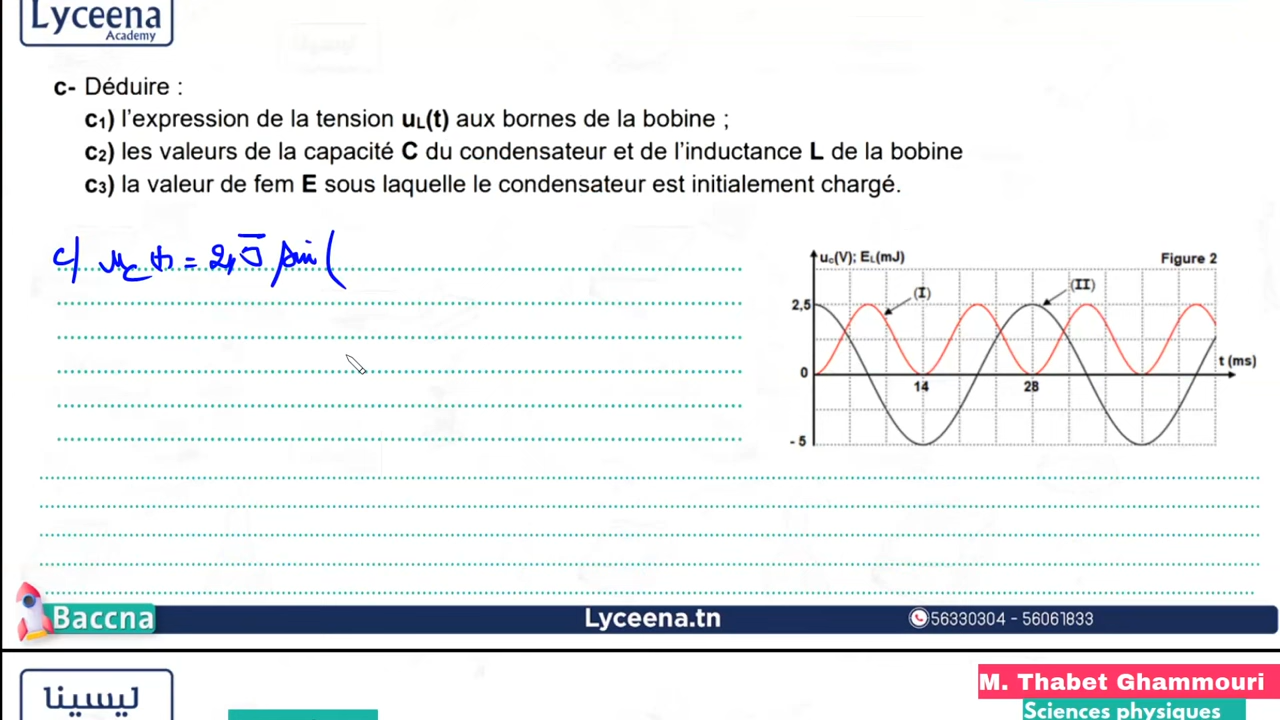 Lyceena
Academy
c- Déduire :
c₁) l'expression de la tension uL(t) aux bornes de la bobine ;
c₂) les valeurs de la capacité C du condensateur et de l'inductance L de la bobine
c₃) la valeur de fem E sous laquelle le condensateur est initialement chargé.
c) uc(t) = 2,5 sin (
uc(V); EL(mJ)
Figure 2
(I)
(II)
2,5
0
14
28
t (ms)
- 5
Baccna
Lyceena.tn
56330304 - 56061833
M. Thabet Ghammouri
ليسينا
Sciences physiques